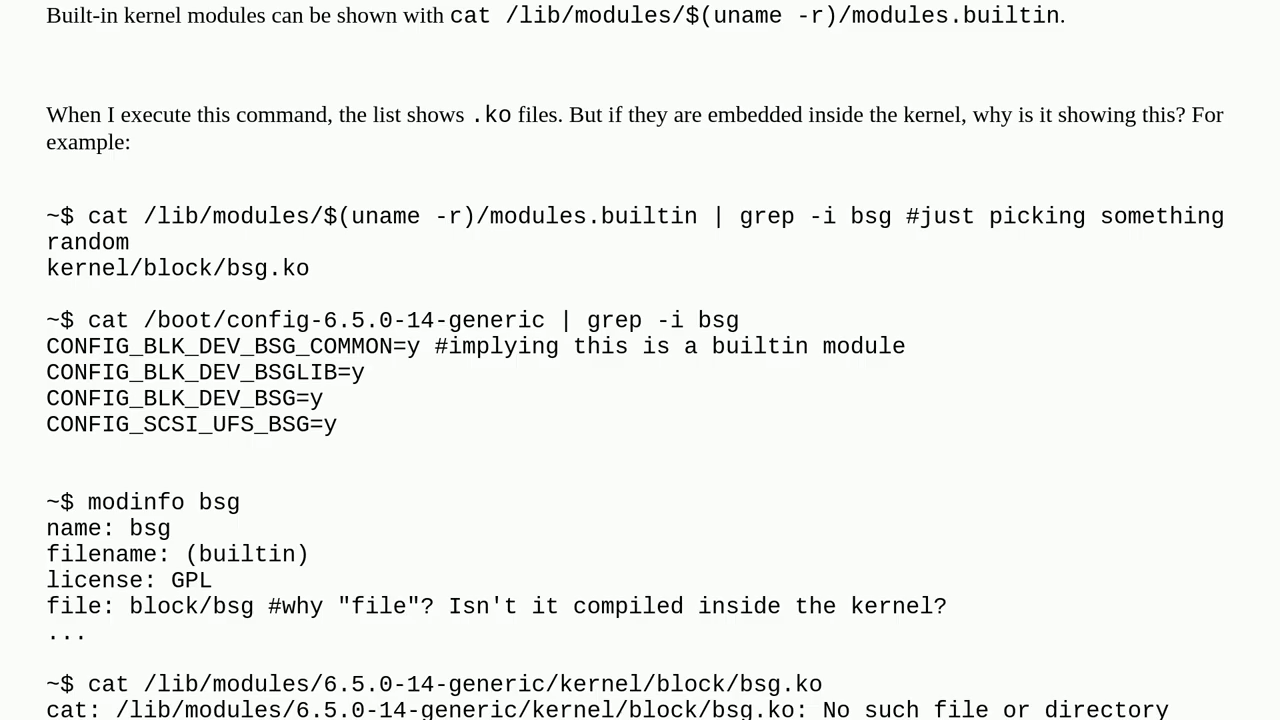 Built-in kernel modules can be shown with cat /lib/modules/$(uname -r)/modules.builtin.
When I execute this command, the list shows .ko files. But if they are embedded inside the kernel, why is it showing this? For
example:
~$ cat /lib/modules/$(uname -r)/modules.builtin | grep -i bsg #just picking something
random
kernel/block/bsg.ko
~$ cat /boot/config-6.5.0-14-generic | grep -i bsg
CONFIG_BLK_DEV_BSG_COMMON=y #implying this is a builtin module
CONFIG_BLK_DEV_BSGLIB=y
CONFIG_BLK_DEV_BSG=y
CONFIG_SCSI_UFS_BSG=y
~$ modinfo bsg
name: bsg
filename: (builtin)
license: GPL
file: block/bsg #why "file"? Isn't it compiled inside the kernel?
...
~$ cat /lib/modules/6.5.0-14-generic/kernel/block/bsg.ko
cat: /lib/modules/6.5.0-14-generic/kernel/block/bsg.ko: No such file or directory